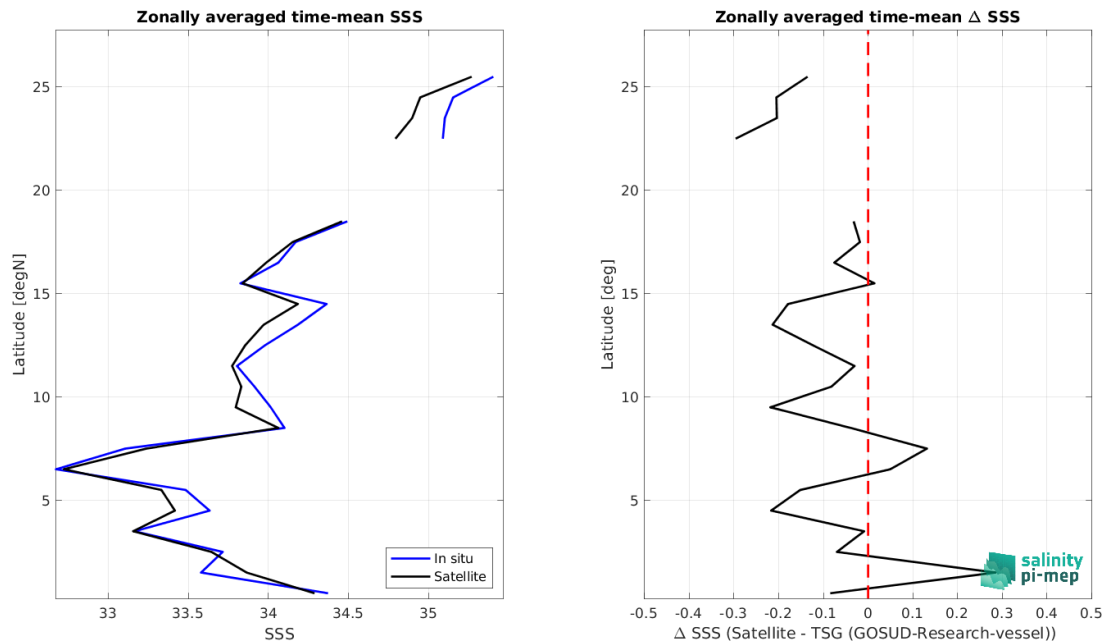 Zonally averaged time-mean SSS
Latitude [degN]
25
20
15
10
5
33
33.5
34
34.5
35
SSS
In situ
Satellite
Zonally averaged time-mean Δ SSS
Latitude [deg]
25
20
15
10
5
-0.5
-0.4
-0.3
-0.2
-0.1
0
0.1
0.2
0.3
0.4
0.5
Δ SSS (Satellite - TSG (GOSUD-Research-vessel))
salinity
pi-mep